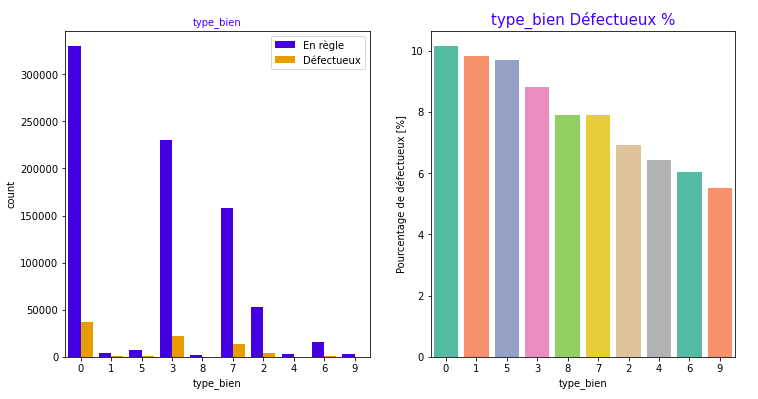 type_bien
En règle
Défectueux
count
300000
250000
200000
150000
100000
50000
0
0 1 5 3 8 7 2 4 6 9
type_bien
type_bien Défectueux %
Pourcentage de défectueux [%]
10
8
6
4
2
0
0 1 5 3 8 7 2 4 6 9
type_bien